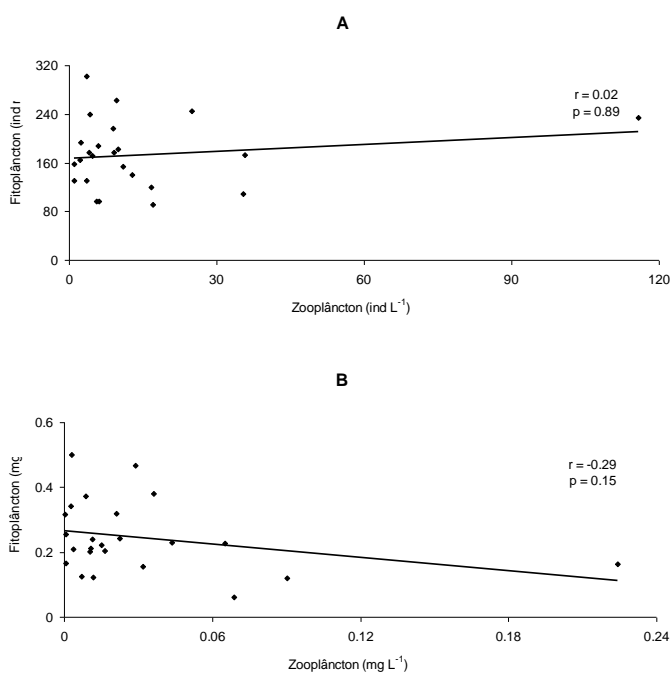 A
Fitoplâncton (ind r
320
240
160
80
0
r = 0.02
p = 0.89
0 30 60 90 120
Zooplâncton (ind L⁻¹)
B
Fitoplâncton (mg
0.6
0.4
0.2
0
r = -0.29
p = 0.15
0 0.06 0.12 0.18 0.24
Zooplâncton (mg L⁻¹)